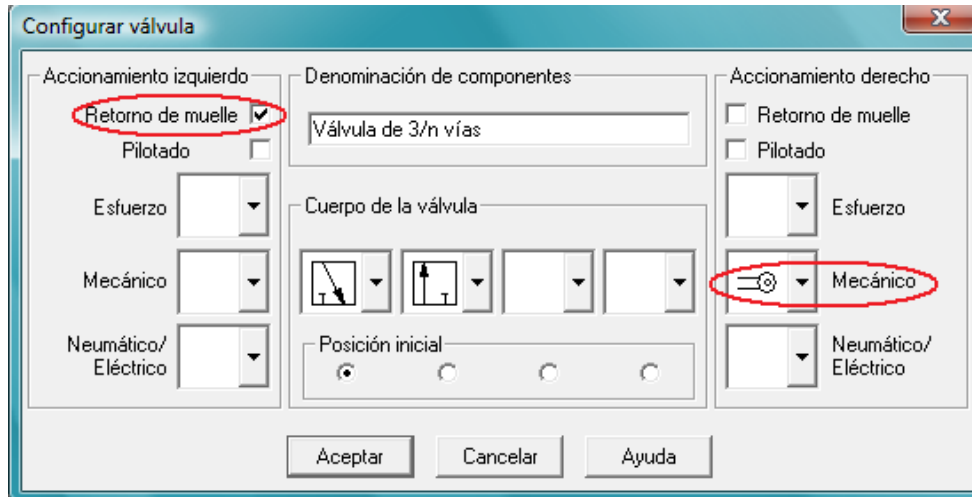 Configurar válvula
Accionamiento izquierdo
Retorno de muelle
Pilotado
Esfuerzo
Mecánico
Neumático/
Eléctrico
Denominación de componentes
Válvula de 3/n vías
Cuerpo de la válvula
T
T
Posición inicial
Accionamiento derecho
Retorno de muelle
Pilotado
Esfuerzo
Mecánico
Neumático/
Eléctrico
Aceptar
Cancelar
Ayuda